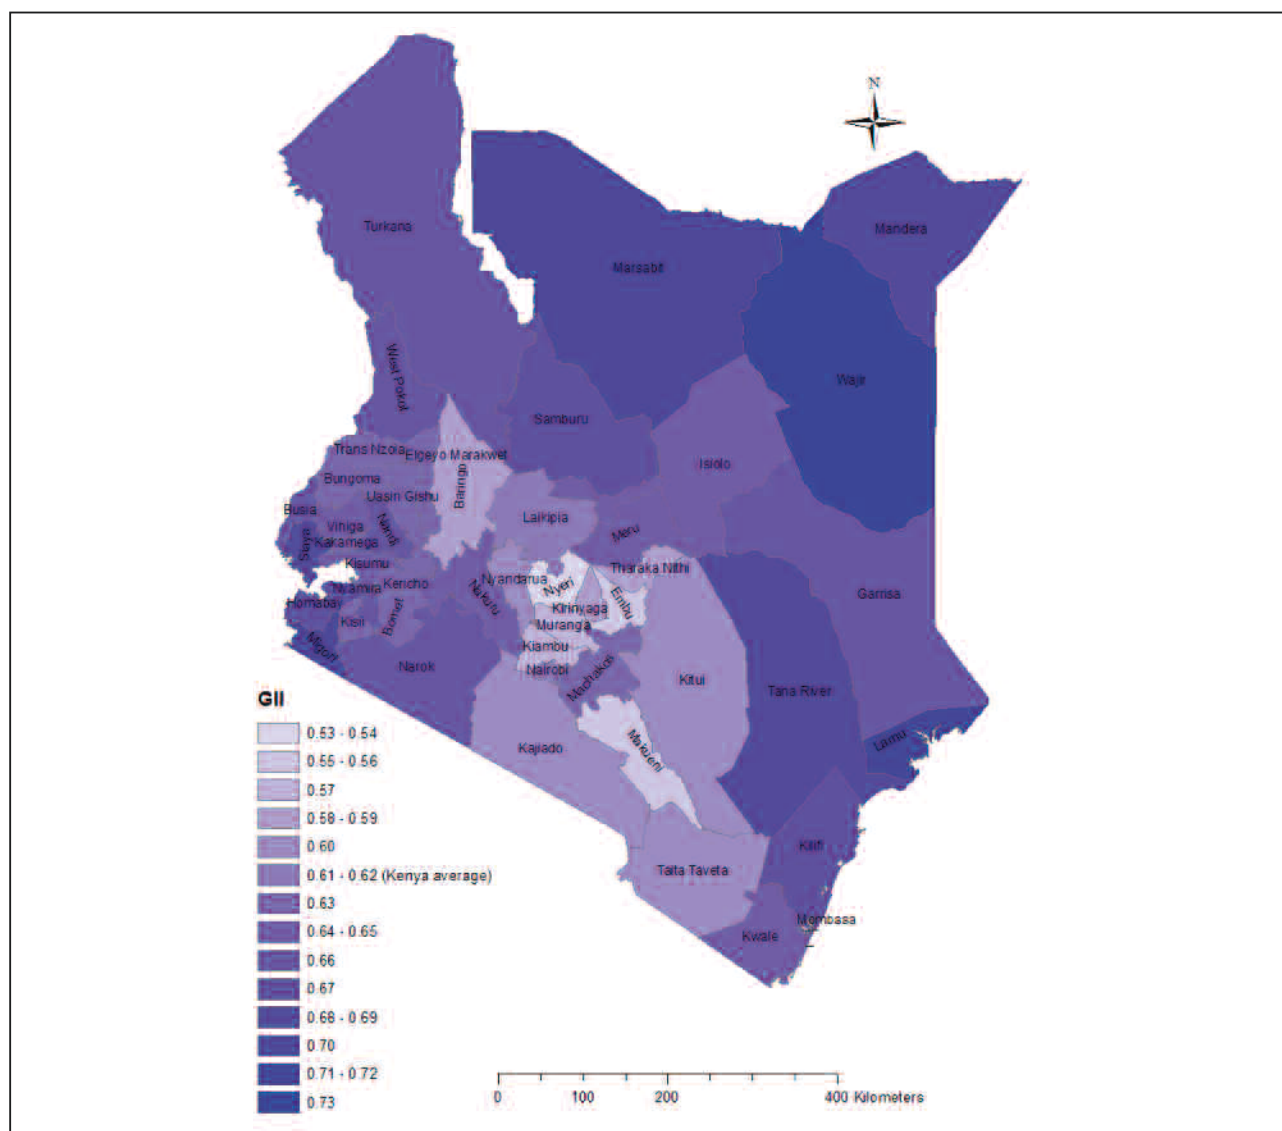 N
Turkana
Mandera
Marsabit
West Pokot
Wajir
Samburu
Trans Nzoia
Elgeyo Marakwet
Isiolo
Bungoma
Baringo
Uasin Gishu
Busia
Laikipia
Vihiga
Nandi
Siaya
Kakamega
Meru
Kisumu
Tharaka Nithi
Nyamira
Kericho
Nyandarua
Nyeri
Embu
Garrisa
Homabay
Nakuru
Kirinyaga
Kisii
Bomet
Muranga
Migori
Kiambu
Narok
Nairobi
Machakos
Kitui
Tana River
Lamu
Kajiado
Makueni
Kilifi
Taita Taveta
Mombasa
Kwale
GII
0.53 - 0.54
0.55 - 0.56
0.57
0.58 - 0.59
0.60
0.61 - 0.62 (Kenya average)
0.63
0.64 - 0.65
0.66
0.67
0.68 - 0.69
0.70
0.71 - 0.72
0.73
0 100 200 400 Kilometers